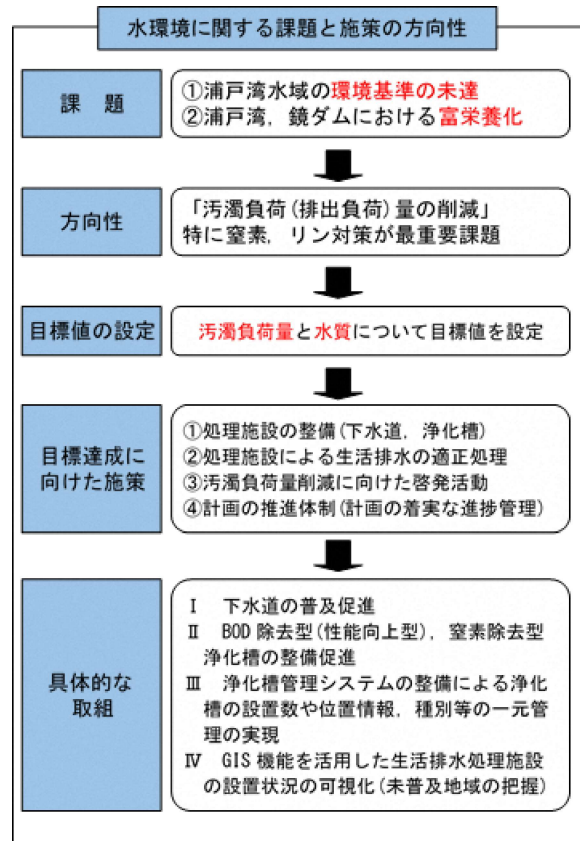 水環境に関する課題と施策の方向性
課 題
①浦戸湾水域の環境基準の未達
②浦戸湾，鏡ダムにおける富栄養化
方向性
「汚濁負荷(排出負荷)量の削減」
特に窒素，リン対策が最重要課題
目標値の設定
汚濁負荷量と水質について目標値を設定
目標達成に
向けた施策
①処理施設の整備(下水道，浄化槽)
②処理施設による生活排水の適正処理
③汚濁負荷量削減に向けた啓発活動
④計画の推進体制(計画の着実な進捗管理)
具体的な
取組
Ⅰ 下水道の普及促進
Ⅱ BOD 除去型(性能向上型)，窒素除去型
浄化槽の整備促進
Ⅲ 浄化槽管理システムの整備による浄化
槽の設置数や位置情報，種別等の一元管
理の実現
Ⅳ GIS 機能を活用した生活排水処理施設
の設置状況の可視化(未普及地域の把握)